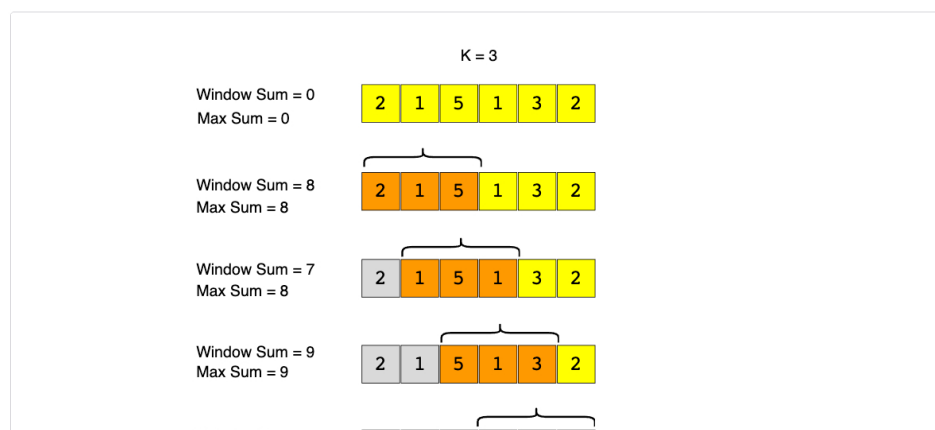 K = 3
Window Sum = 0
Max Sum = 0
2 1 5 1 3 2
Window Sum = 8
Max Sum = 8
2 1 5 1 3 2
Window Sum = 7
Max Sum = 8
2 1 5 1 3 2
Window Sum = 9
Max Sum = 9
2 1 5 1 3 2